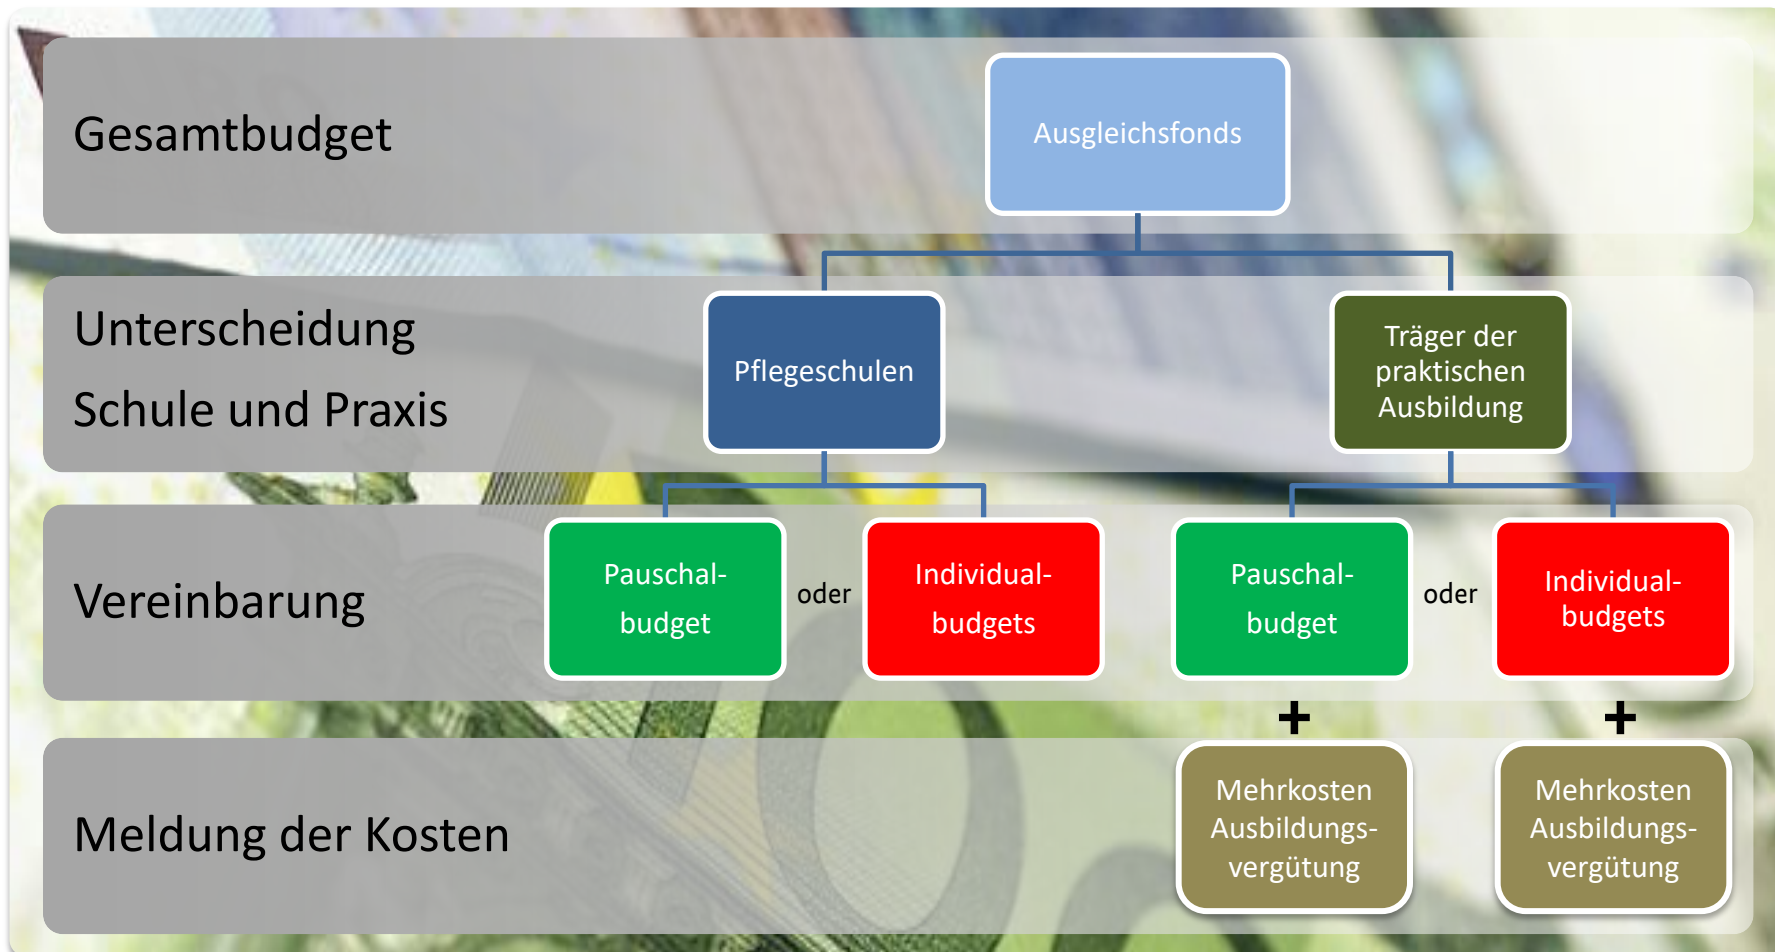 Gesamtbudget
Ausgleichsfonds
Unterscheidung
Schule und Praxis
Pflegeschulen
Träger der
praktischen
Ausbildung
Vereinbarung
Pauschal-
budget
oder
Individual-
budgets
Pauschal-
budget
oder
Individual-
budgets
+
+
Meldung der Kosten
Mehrkosten
Ausbildungs-
vergütung
Mehrkosten
Ausbildungs-
vergütung